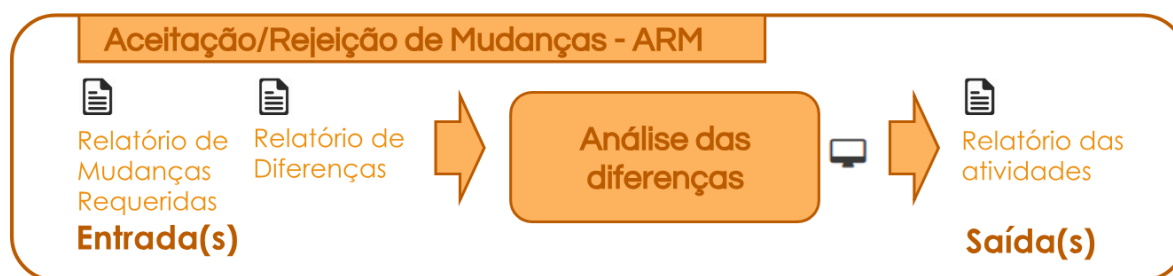 Aceitação/Rejeição de Mudanças - ARM
Relatório de
Mudanças
Requeridas
Relatório de
Diferenças
Entrada(s)
Análise das
diferenças
Relatório das
atividades
Saída(s)